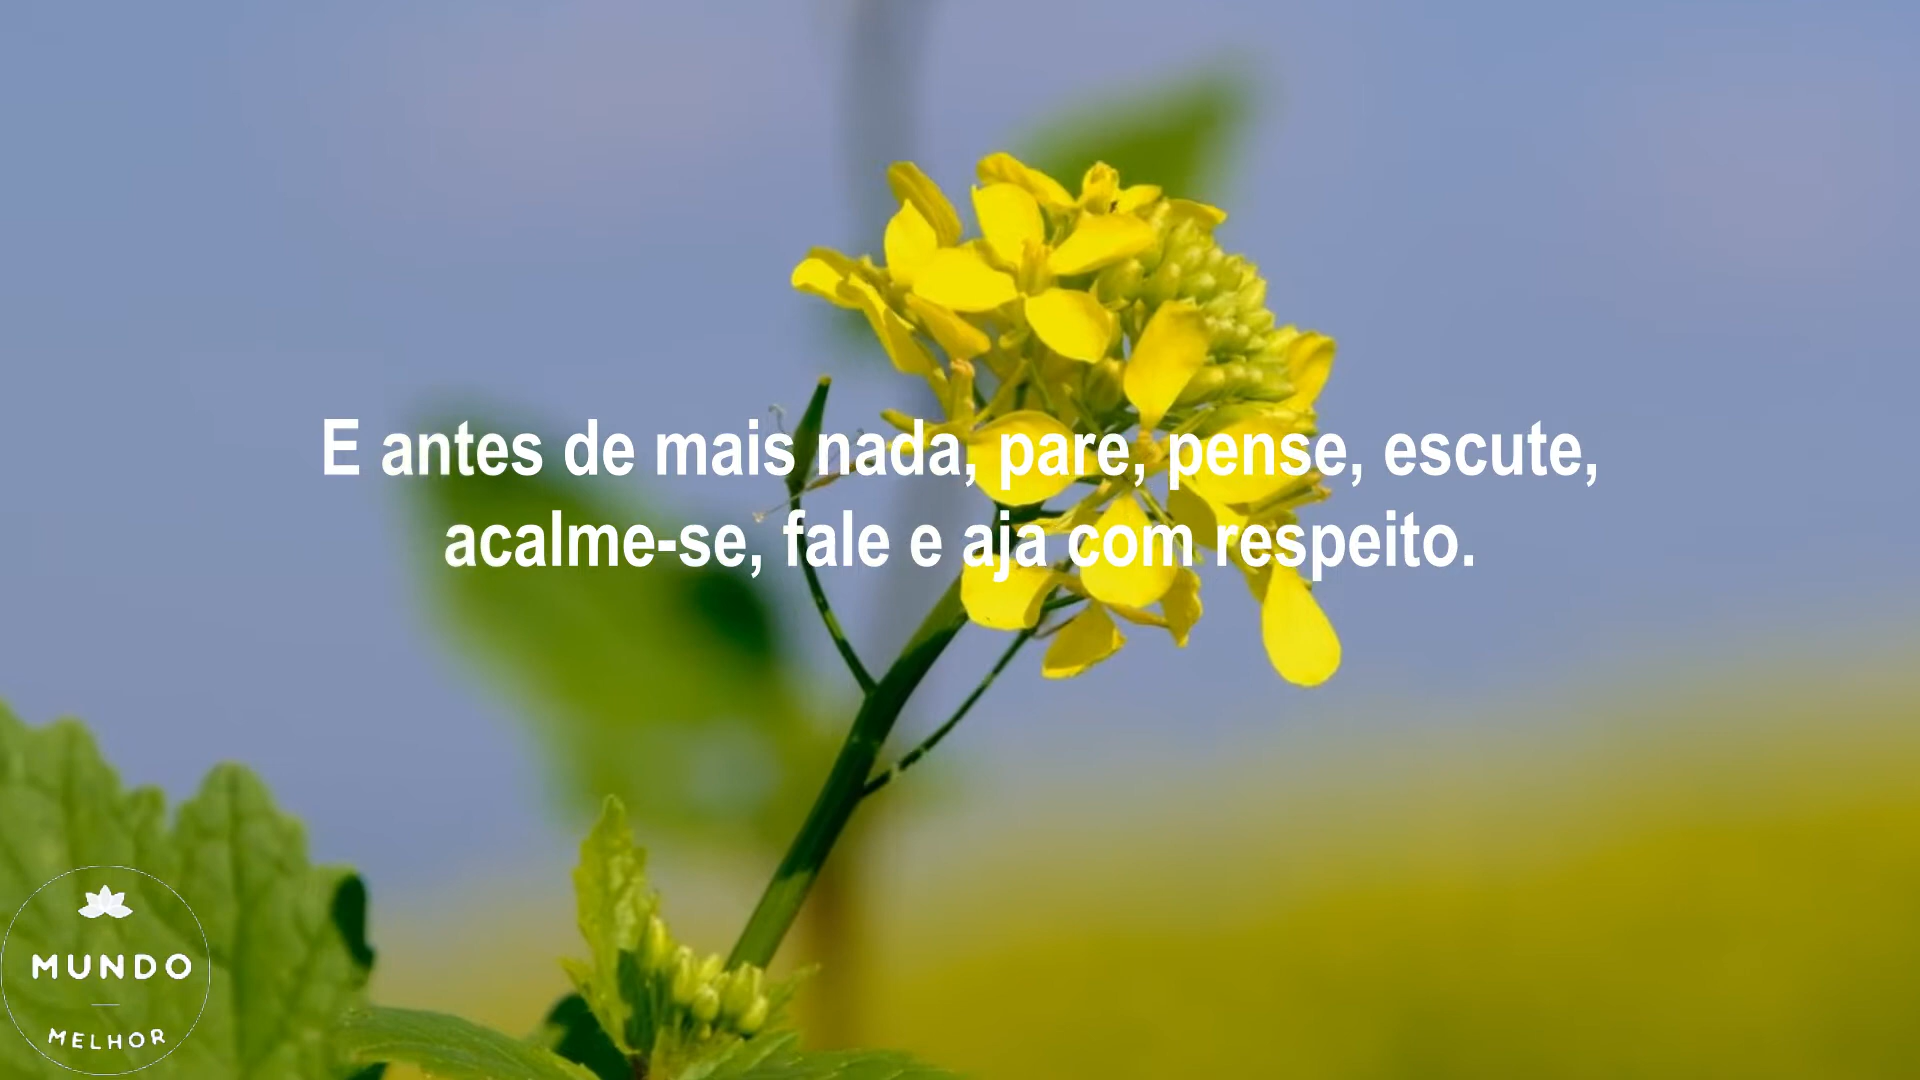 E antes de mais nada, pare, pense, escute,
acalme-se, fale e aja com respeito.
MUNDO
MELHOR